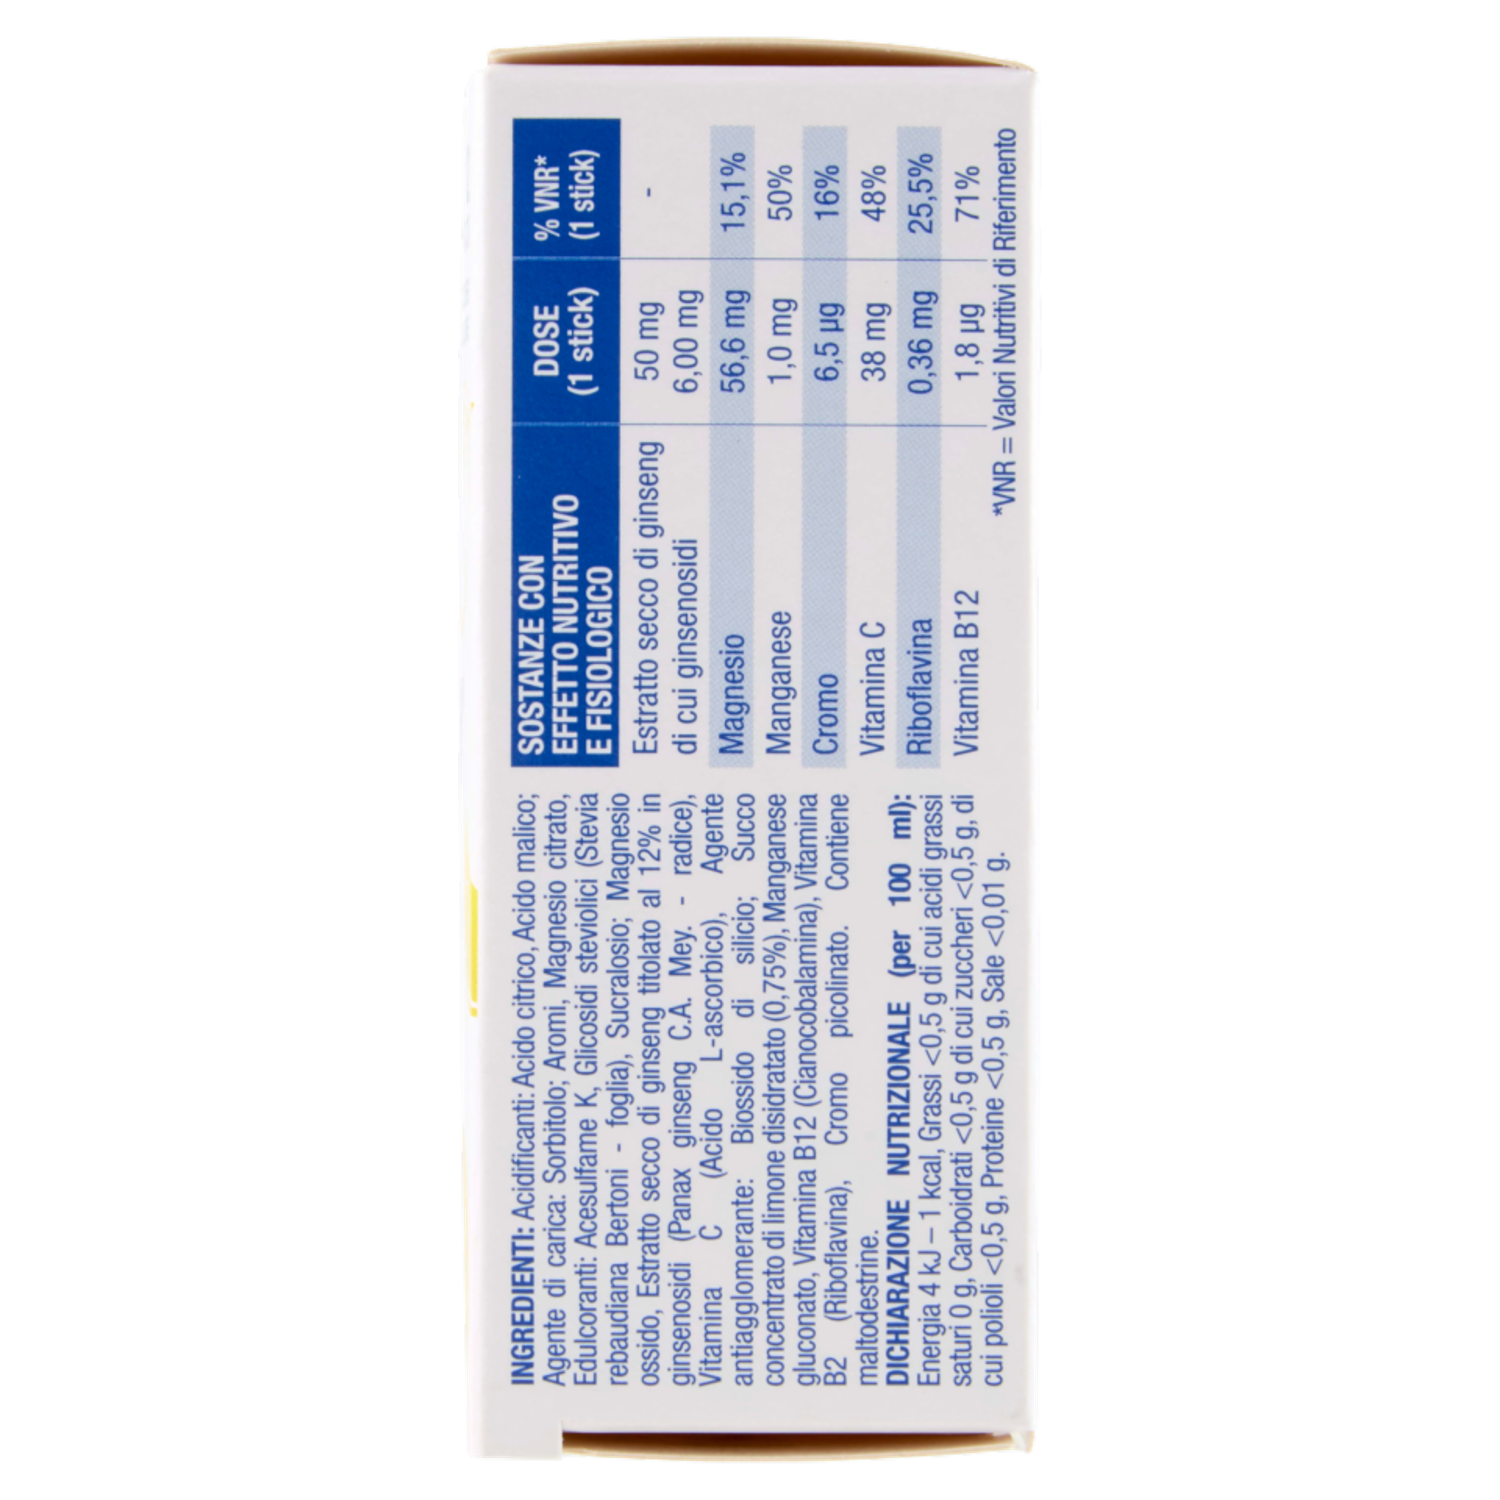 INGREDIENTI: Acidificanti: Acido citrico, Acido malico;
Agente di carica: Sorbitolo; Aromi, Magnesio citrato,
Edulcoranti: Acesulfame K, Glicosidi steviolici (Stevia
rebaudiana Bertoni - foglia), Sucralosio; Magnesio
ossido, Estratto secco di ginseng titolato al 12% in
ginsenosidi (Panax ginseng C.A. Mey. - radice),
Vitamina C (Acido L-ascorbico), Agente
antiagglomerante: Biossido di silicio; Succo
concentrato di limone disidratato (0,75%), Manganese
gluconato, Vitamina B12 (Cianocobalamina), Vitamina
B2 (Riboflavina), Cromo picolinato. Contiene
maltodestrine.
DICHIARAZIONE NUTRIZIONALE (per 100 ml):
Energia 4 kJ – 1 kcal, Grassi <0,5 g di cui acidi grassi
saturi 0 g, Carboidrati <0,5 g di cui zuccheri <0,5 g, di
cui polioli <0,5 g, Proteine <0,5 g, Sale <0,01 g.
SOSTANZE CON
EFFETTO NUTRITIVO
E FISIOLOGICO
DOSE
(1 stick)
% VNR*
(1 stick)
Estratto secco di ginseng 50 mg -
di cui ginsenosidi 6,00 mg
Magnesio 56,6 mg 15,1%
Manganese 1,0 mg 50%
Cromo 6,5 µg 16%
Vitamina C 38 mg 48%
Riboflavina 0,36 mg 25,5%
Vitamina B12 1,8 µg 71%
*VNR = Valori Nutritivi di Riferimento